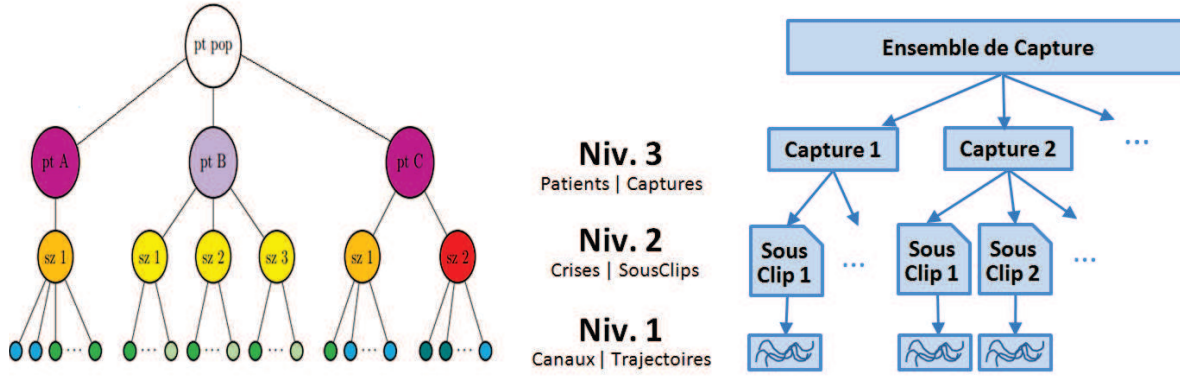 pt pop
pt A
pt B
pt C
sz 1
sz 1
sz 2
sz 3
sz 1
sz 2
...
...
...
...
...
...
Niv. 3
Patients | Captures
Niv. 2
Crises | SousClips
Niv. 1
Canaux | Trajectoires
Ensemble de Capture
Capture 1
Capture 2
...
Sous
Clip 1
...
Sous
Clip 1
Sous
Clip 2
...